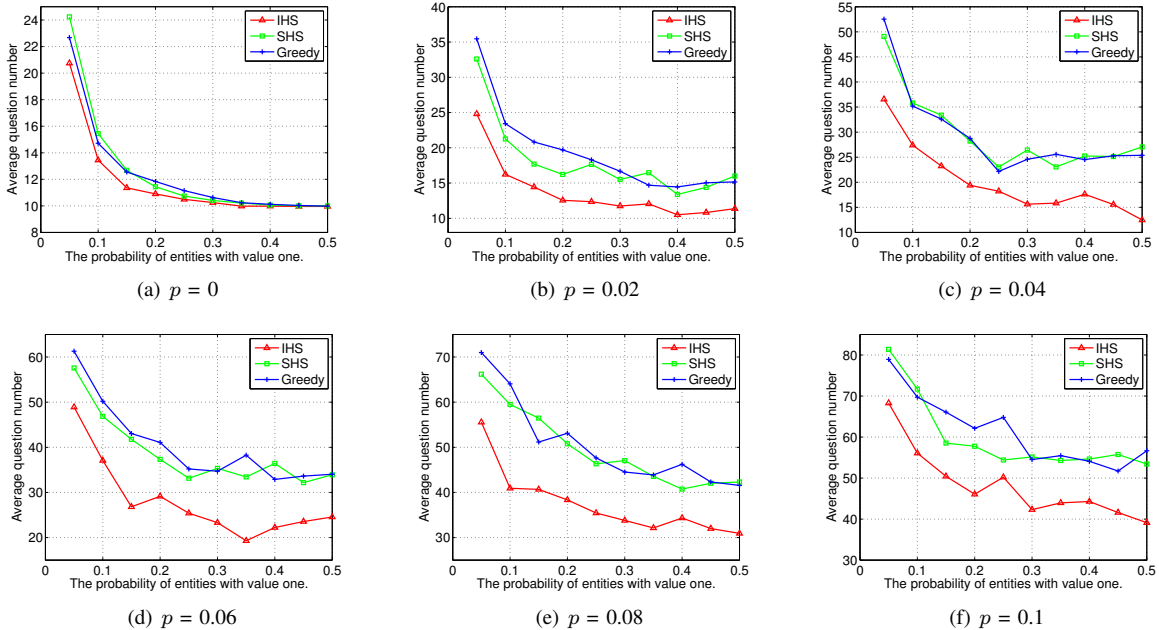 Average question number
24
22
20
18
16
14
12
10
8
0
0.1
0.2
0.3
0.4
0.5
IHS
SHS
Greedy
The probability of entities with value one.
(a) p = 0
Average question number
40
35
30
25
20
15
10
0
0.1
0.2
0.3
0.4
0.5
IHS
SHS
Greedy
The probability of entities with value one.
(b) p = 0.02
Average question number
55
50
45
40
35
30
25
20
15
10
0
0.1
0.2
0.3
0.4
0.5
IHS
SHS
Greedy
The probability of entities with value one.
(c) p = 0.04
Average question number
60
50
40
30
20
0
0.1
0.2
0.3
0.4
0.5
IHS
SHS
Greedy
The probability of entities with value one.
(d) p = 0.06
Average question number
70
60
50
40
30
0
0.1
0.2
0.3
0.4
0.5
IHS
SHS
Greedy
The probability of entities with value one.
(e) p = 0.08
Average question number
80
70
60
50
40
30
0
0.1
0.2
0.3
0.4
0.5
IHS
SHS
Greedy
The probability of entities with value one.
(f) p = 0.1